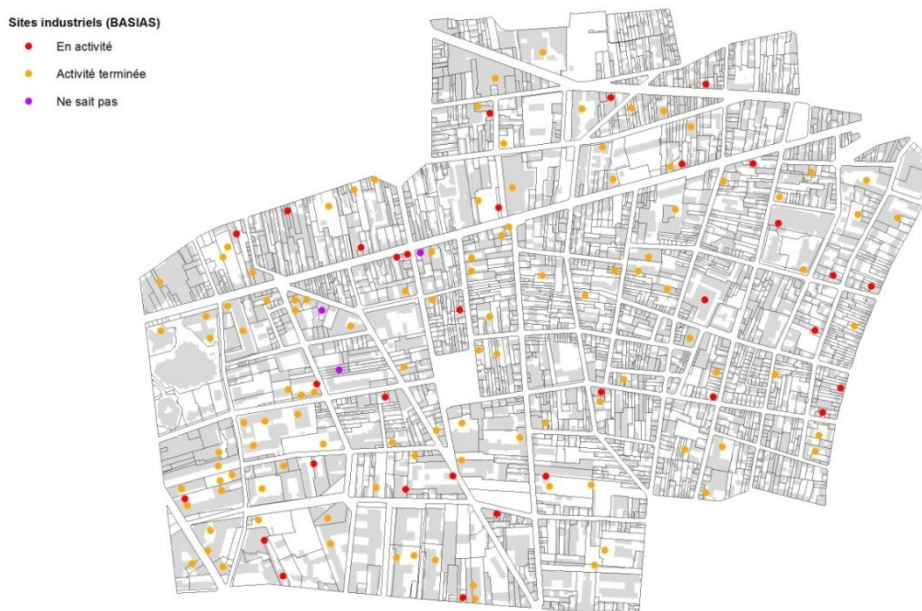 Sites industriels (BASIAS)
En activité
Activité terminée
Ne sait pas